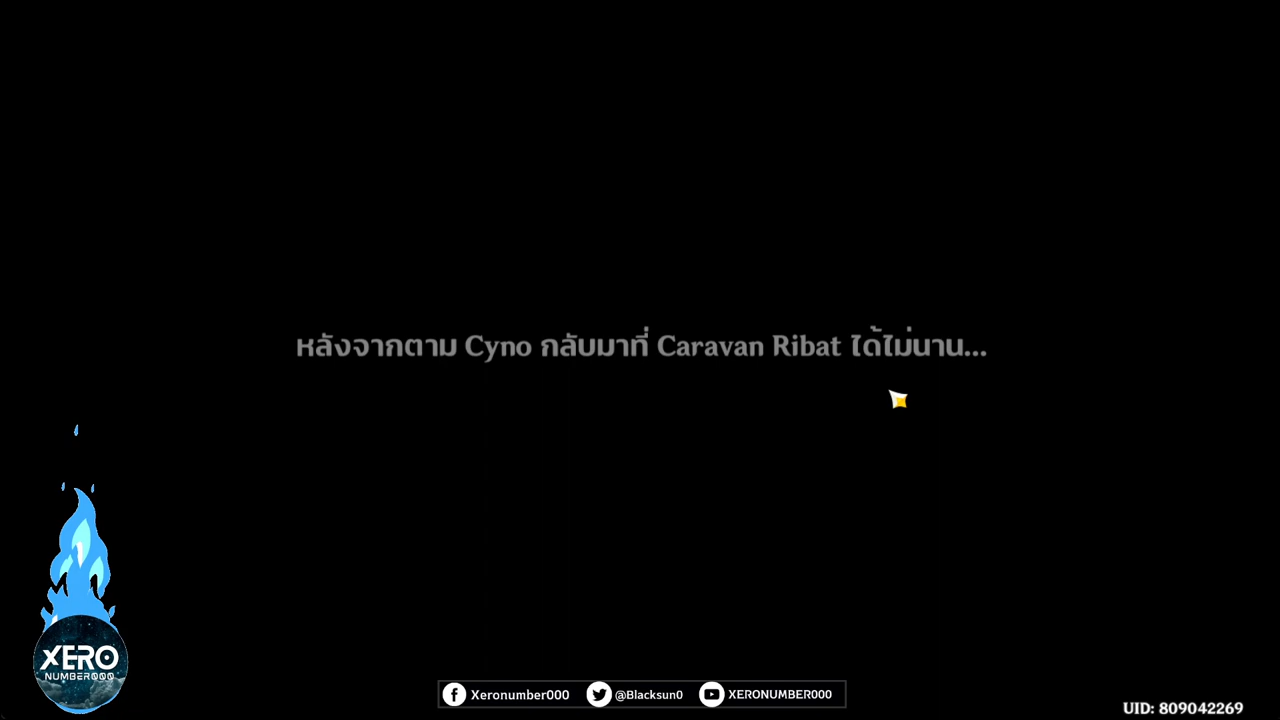 หลังจากตาม Cyno กลับมาที่ Caravan Ribat ได้ไม่นาน...
XERO
NUMBER000
Xeronumber000 @Blacksun0 XERONUMBER000
UID: 809042269